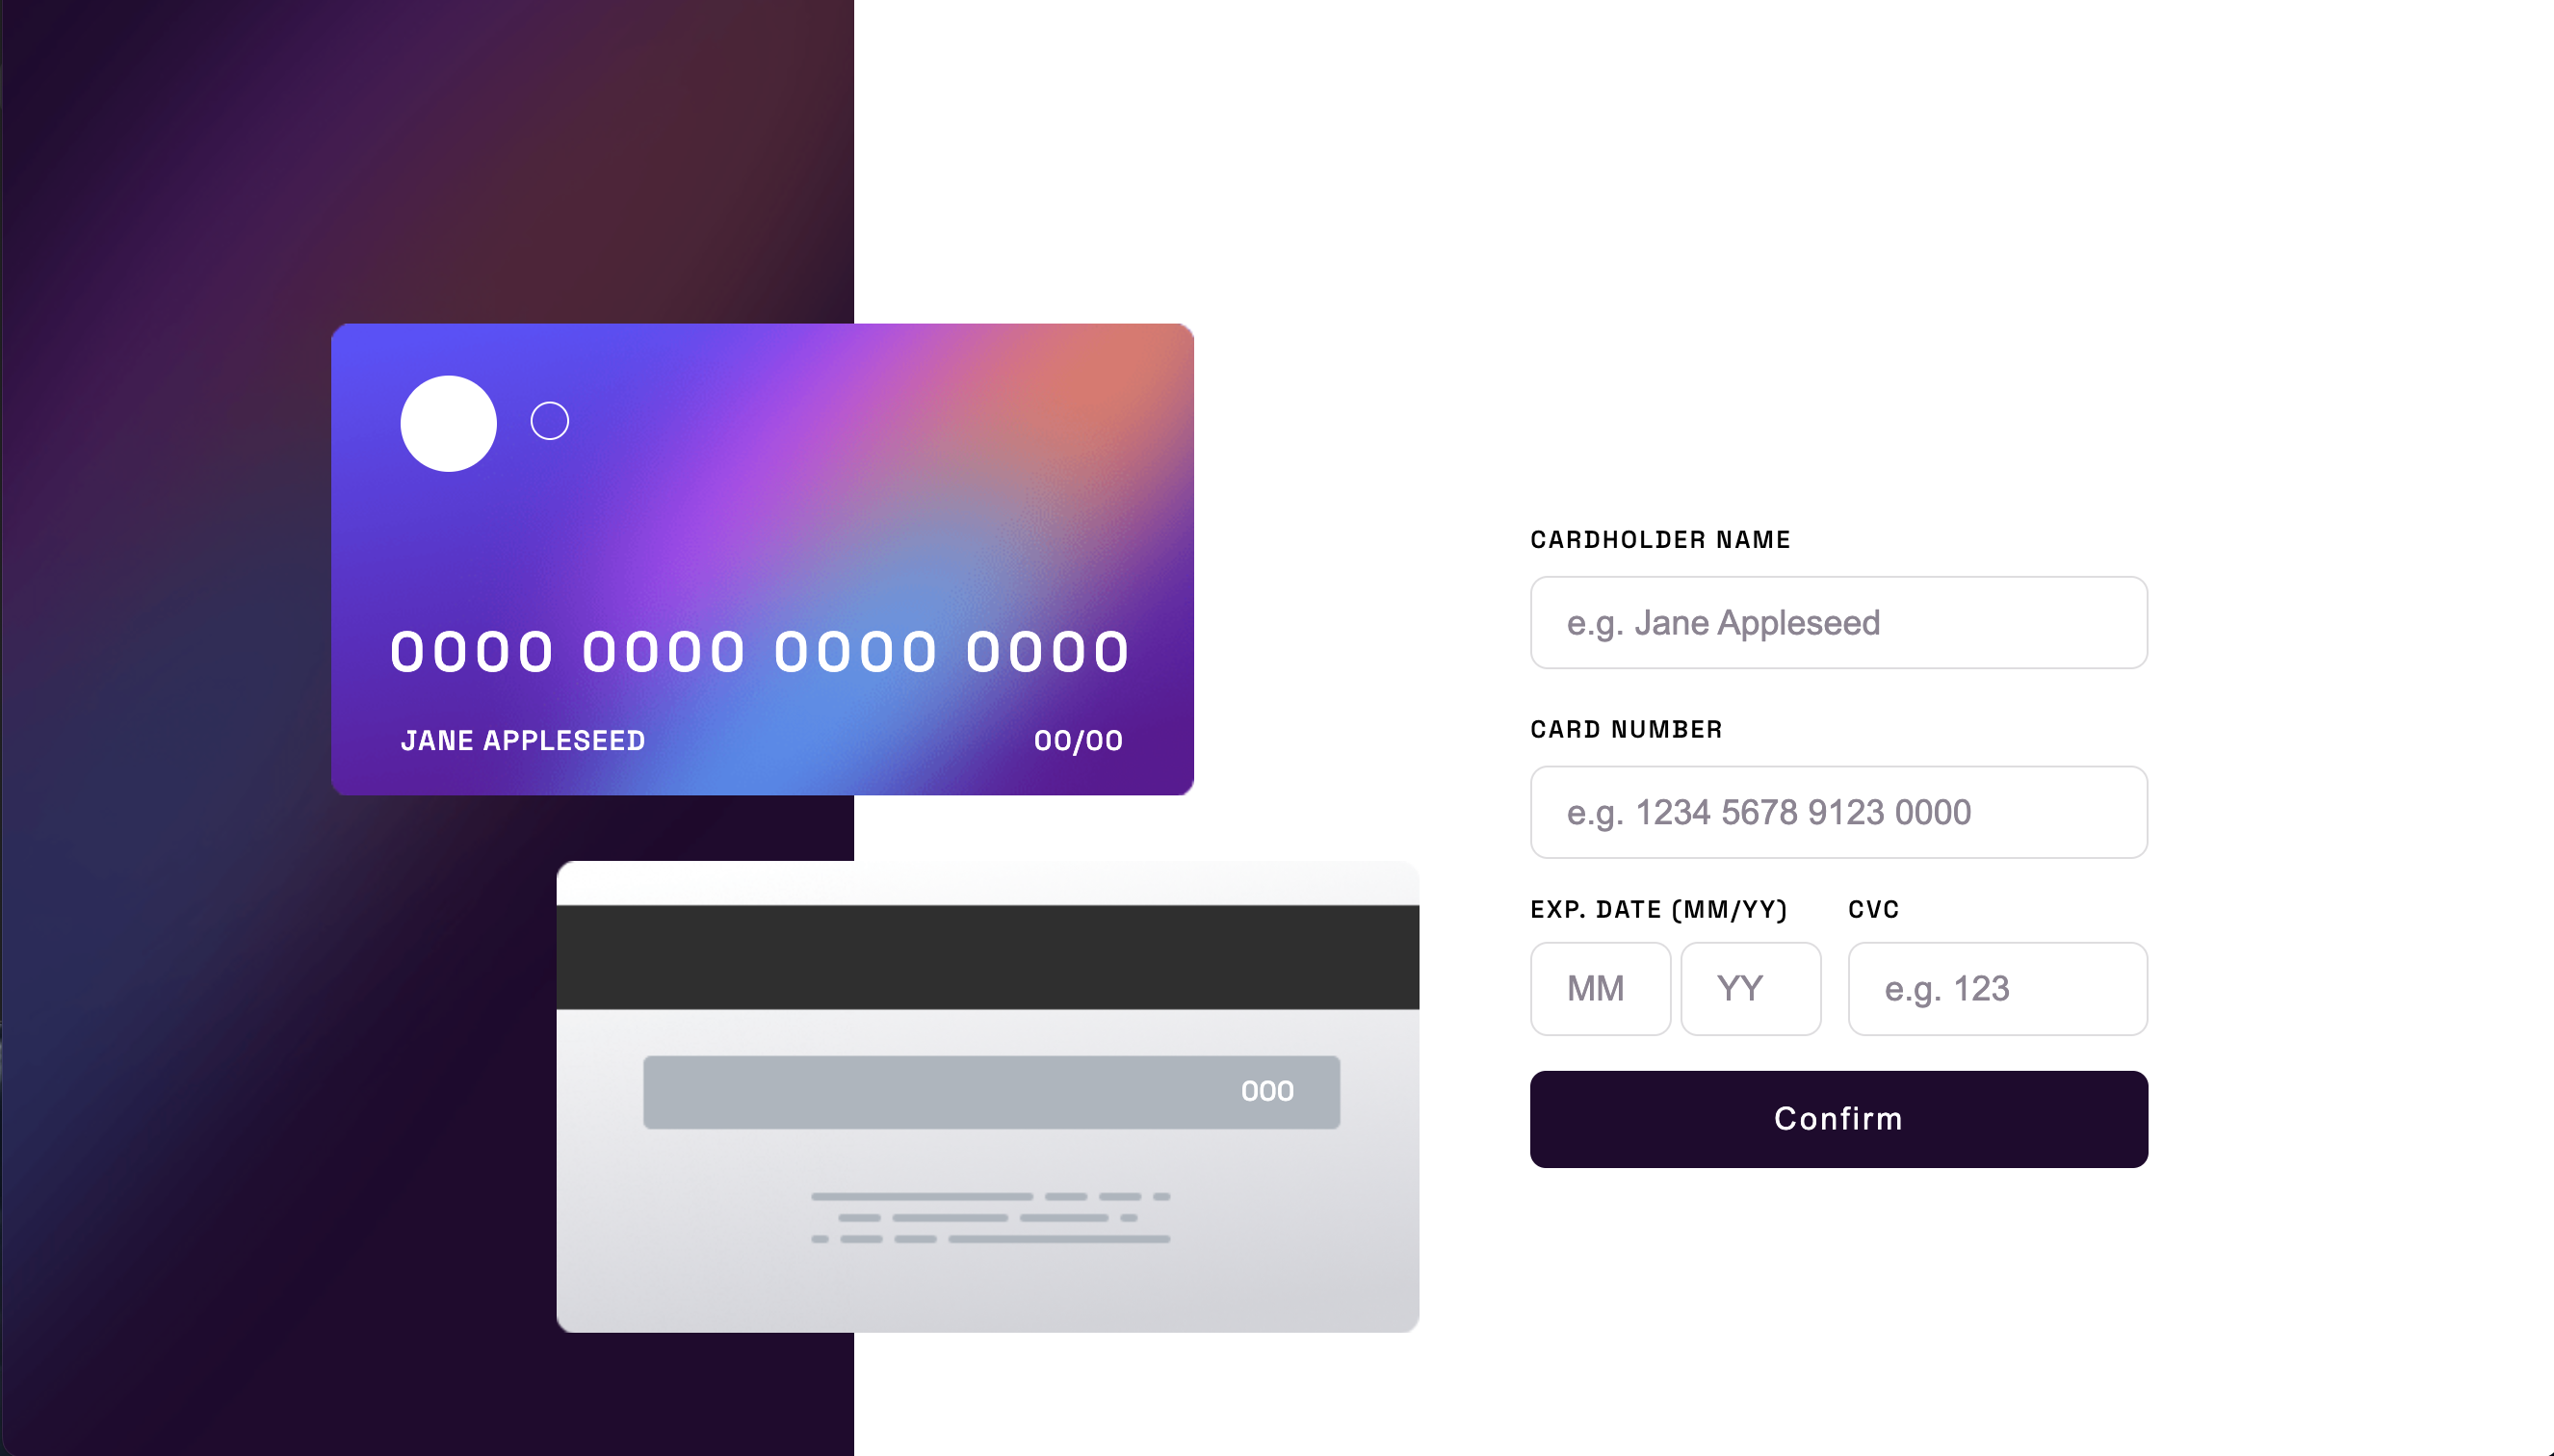 0000 0000 0000 0000
JANE APPLESEED 00/00
000
CARDHOLDER NAME
e.g. Jane Appleseed
CARD NUMBER
e.g. 1234 5678 9123 0000
EXP. DATE (MM/YY) CVC
MM YY e.g. 123
Confirm